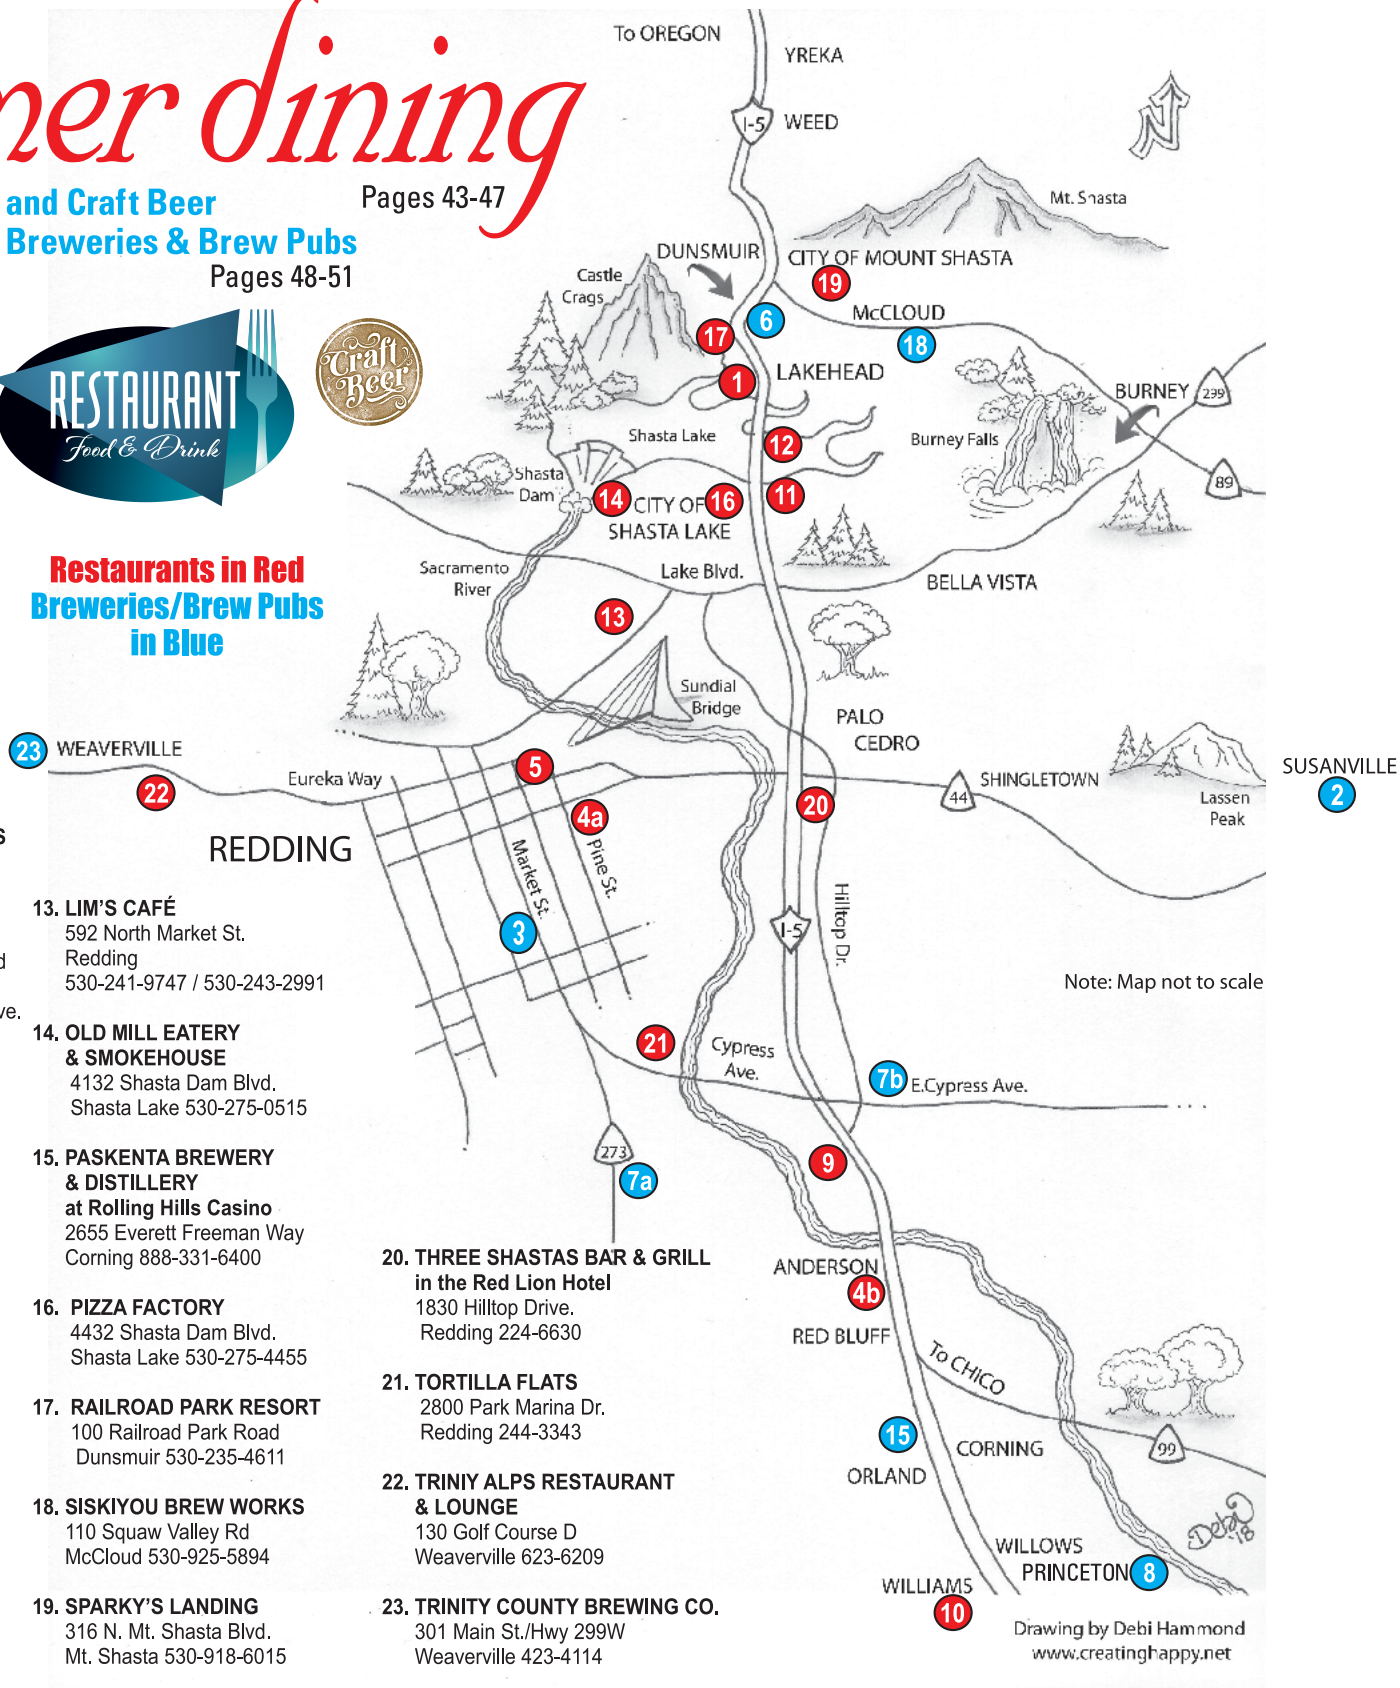 ner dining
and Craft Beer
Breweries & Brew Pubs
Pages 43-47
Pages 48-51
RESTAURANT
Food & Drink
Craft
Beer
Restaurants in Red
Breweries/Brew Pubs
in Blue
To OREGON
YREKA
I-5
WEED
N
Mt. Shasta
DUNSMUIR
CITY OF MOUNT SHASTA
19
Castle
Crags
6
McCLOUD
17
18
1
LAKEHEAD
BURNEY
299
Shasta Lake
12
Burney Falls
Shasta
Dam
14
CITY OF
SHASTA LAKE
16
11
89
Sacramento
River
Lake Blvd.
BELLA VISTA
13
Sundial
Bridge
PALO
CEDRO
23
WEAVERVILLE
22
Eureka Way
5
4a
20
44
SHINGLETOWN
Lassen
Peak
SUSANVILLE
2
REDDING
Market St.
Pine St.
Hilltop Dr.
3
I-5
Note: Map not to scale
21
Cypress
Ave.
7b
E.Cypress Ave.
273
7a
9
ANDERSON
4b
RED BLUFF
To CHICO
15
CORNING
99
ORLAND
Debi
'18
WILLOWS
PRINCETON
8
WILLIAMS
10
Drawing by Debi Hammond
www.creatinghappy.net
S
d
ve.
13. LIM'S CAFÉ
592 North Market St.
Redding
530-241-9747 / 530-243-2991
14. OLD MILL EATERY
& SMOKEHOUSE
4132 Shasta Dam Blvd.
Shasta Lake 530-275-0515
15. PASKENTA BREWERY
& DISTILLERY
at Rolling Hills Casino
2655 Everett Freeman Way
Corning 888-331-6400
16. PIZZA FACTORY
4432 Shasta Dam Blvd.
Shasta Lake 530-275-4455
17. RAILROAD PARK RESORT
100 Railroad Park Road
Dunsmuir 530-235-4611
18. SISKIYOU BREW WORKS
110 Squaw Valley Rd
McCloud 530-925-5894
19. SPARKY'S LANDING
316 N. Mt. Shasta Blvd.
Mt. Shasta 530-918-6015
20. THREE SHASTAS BAR & GRILL
in the Red Lion Hotel
1830 Hilltop Drive.
Redding 224-6630
21. TORTILLA FLATS
2800 Park Marina Dr.
Redding 244-3343
22. TRINIY ALPS RESTAURANT
& LOUNGE
130 Golf Course D
Weaverville 623-6209
23. TRINITY COUNTY BREWING CO.
301 Main St./Hwy 299W
Weaverville 423-4114